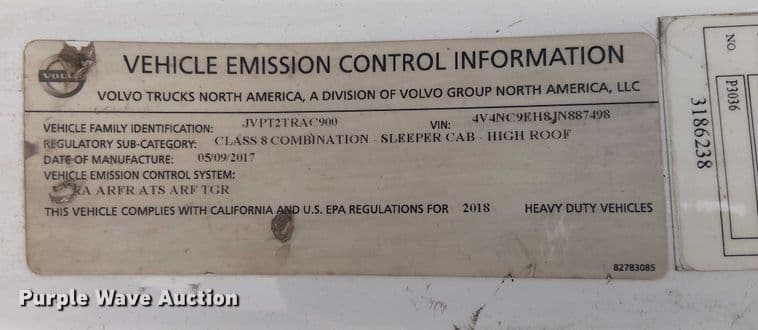 VOLVO
VEHICLE EMISSION CONTROL INFORMATION
VOLVO TRUCKS NORTH AMERICA, A DIVISION OF VOLVO GROUP NORTH AMERICA, LLC
VEHICLE FAMILY IDENTIFICATION: JVPT2TRAC900 VIN: 4V4NC9EH8JN887498
REGULATORY SUB-CATEGORY: CLASS 8 COMBINATION - SLEEPER CAB - HIGH ROOF
DATE OF MANUFACTURE: 05/09/2017
VEHICLE EMISSION CONTROL SYSTEM:
ARFR ATS ARF TGR
THIS VEHICLE COMPLIES WITH CALIFORNIA AND U.S. EPA REGULATIONS FOR 2018 HEAVY DUTY VEHICLES
82783085
NO.
P3036
3186238
Purple Wave Auction